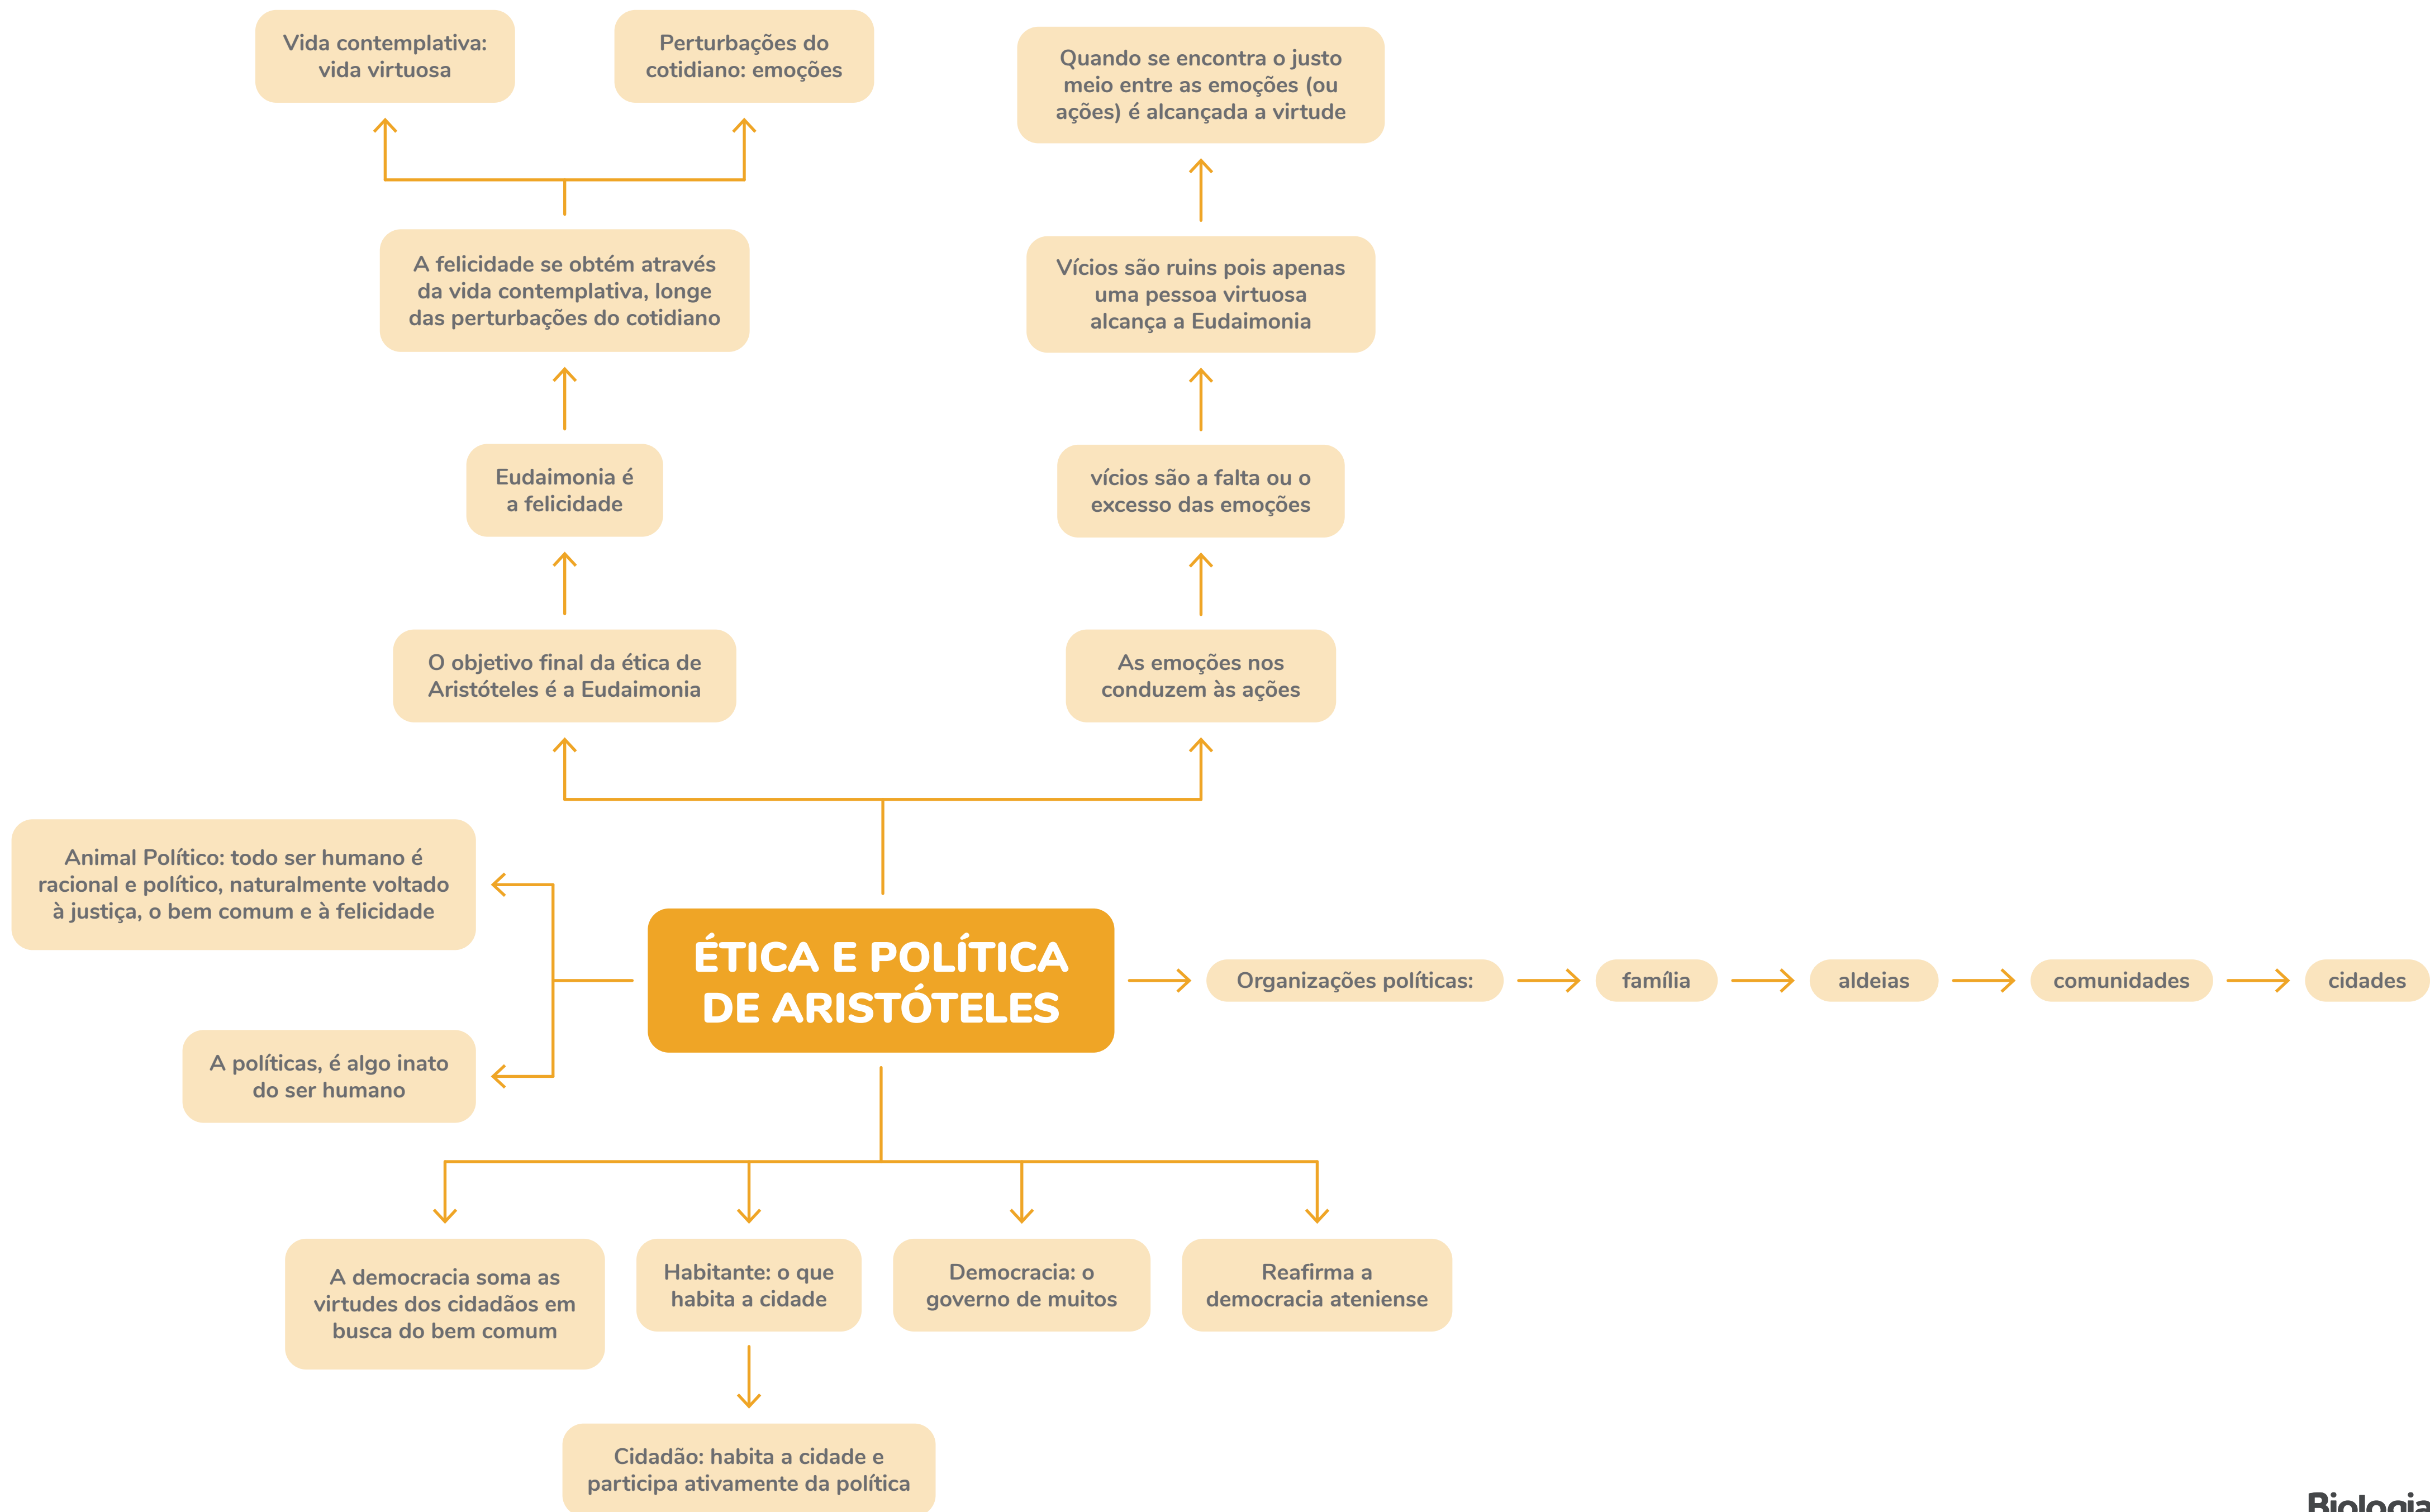 Vida contemplativa:
vida virtuosa
Perturbações do
cotidiano: emoções
Quando se encontra o justo
meio entre as emoções (ou
ações) é alcançada a virtude
A felicidade se obtém através
da vida contemplativa, longe
das perturbações do cotidiano
Vícios são ruins pois apenas
uma pessoa virtuosa
alcança a Eudaimonia
Eudaimonia é
a felicidade
vícios são a falta ou o
excesso das emoções
O objetivo final da ética de
Aristóteles é a Eudaimonia
As emoções nos
conduzem às ações
Animal Político: todo ser humano é
racional e político, naturalmente voltado
à justiça, o bem comum e à felicidade
A políticas, é algo inato
do ser humano
ÉTICA E POLÍTICA
DE ARISTÓTELES
Organizações políticas:
família
aldeias
comunidades
cidades
A democracia soma as
virtudes dos cidadãos em
busca do bem comum
Habitante: o que
habita a cidade
Democracia: o
governo de muitos
Reafirma a
democracia ateniense
Cidadão: habita a cidade e
participa ativamente da política
Biologia